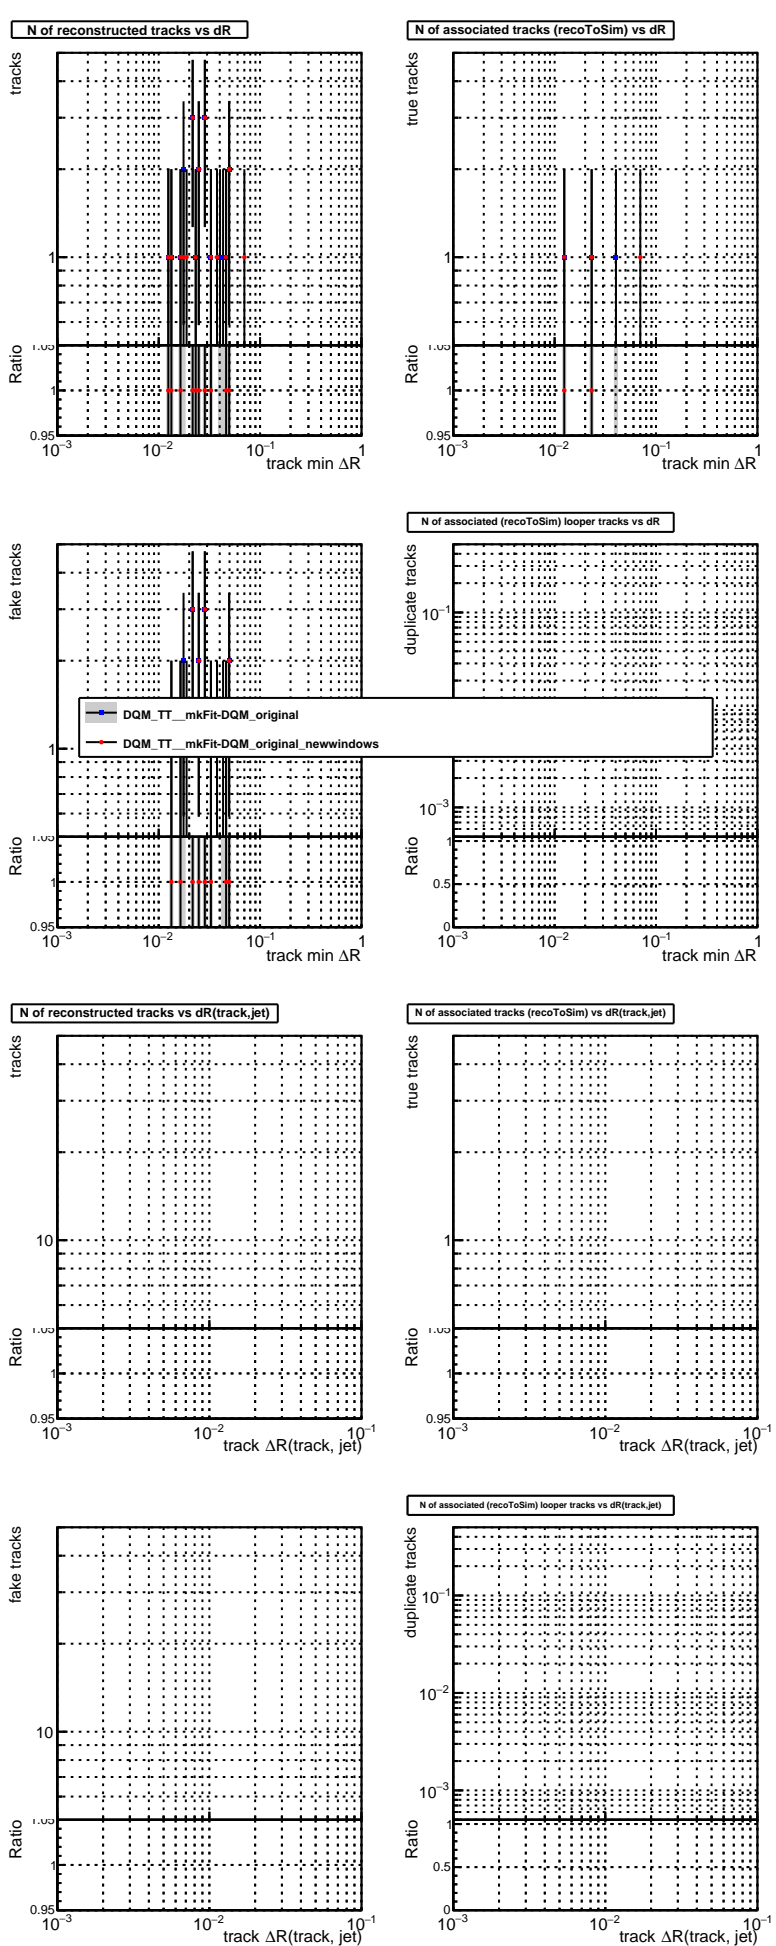 N of reconstructed tracks vs dR
tracks
1
1.05
Ratio
1
0.95
10−3
10−2
10−1
1
track min ΔR
N of associated tracks (recoToSim) vs dR
true tracks
1
1.05
Ratio
1
0.95
10−3
10−2
10−1
1
track min ΔR
fake tracks
1
1.05
Ratio
1
0.95
10−3
10−2
10−1
1
track min ΔR
N of associated (recoToSim) looper tracks vs dR
duplicate tracks
10−1
10−3
Ratio
1
0.5
0
10−3
10−2
10−1
1
track min ΔR
DQM_TT__mkFit-DQM_original
DQM_TT__mkFit-DQM_original_newwindows
N of reconstructed tracks vs dR(track,jet)
tracks
10
1.05
Ratio
1
0.95
10−3
10−2
10−1
track ΔR(track, jet)
N of associated tracks (recoToSim) vs dR(track,jet)
true tracks
1
1.05
Ratio
1
0.95
10−3
10−2
10−1
track ΔR(track, jet)
fake tracks
10
1.05
Ratio
1
0.95
10−3
10−2
10−1
track ΔR(track, jet)
N of associated (recoToSim) looper tracks vs dR(track,jet)
duplicate tracks
10−1
10−2
10−3
Ratio
1
0.5
0
10−3
10−2
10−1
track ΔR(track, jet)